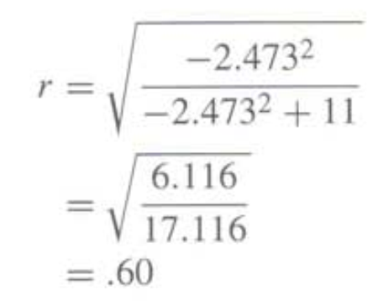 r = √(−2.473² / (−2.473² + 11))
= √(6.116 / 17.116)
= .60